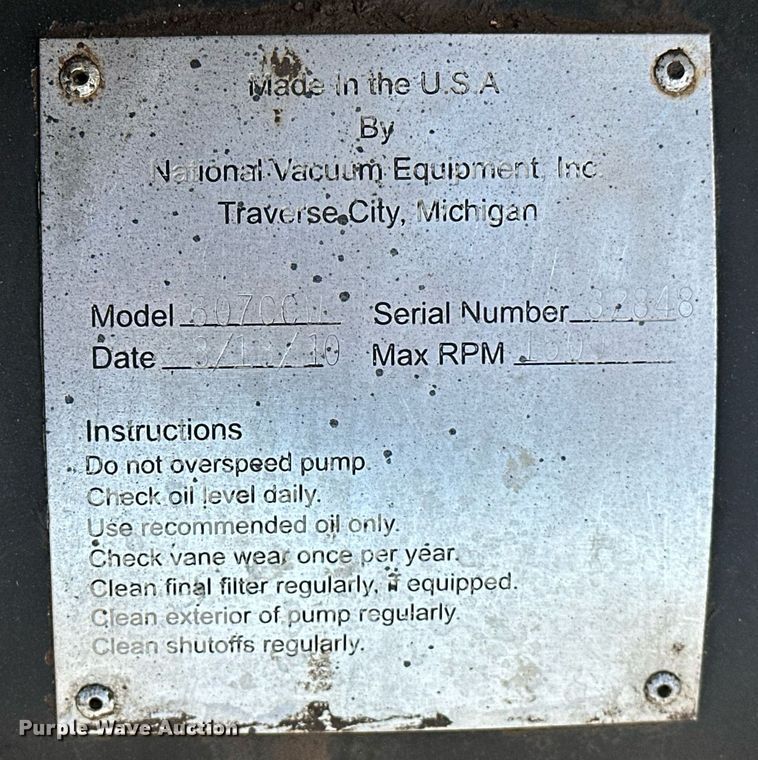 Made In the U.S.A
By
National Vacuum Equipment, Inc.
Traverse City, Michigan
Model Serial Number 32848
Date Max RPM
Instructions
Do not overspeed pump.
Check oil level daily.
Use recommended oil only.
Check vane wear once per year.
Clean final filter regularly, if equipped.
Clean exterior of pump regularly.
Clean shutoffs regularly.
Purple Wave Auction